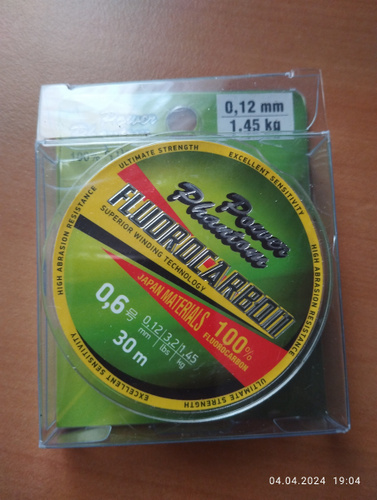 0,12 mm
1.45 kg
100%
ULTIMATE STRENGTH
EXCELLENT SENSITIVITY
HIGH ABRASION RESISTANCE
Power
Phantom
FLUOROCARBON
SUPERIOR WINDING TECHNOLOGY
JAPAN MATERIALS
100%
FLUOROCARBON
0,6号
0,12 3,2 1,45
mm lbs kg
30 m
HIGH ABRASION RESISTANCE
EXCELLENT SENSITIVITY
ULTIMATE STRENGTH
04.04.2024 19:04